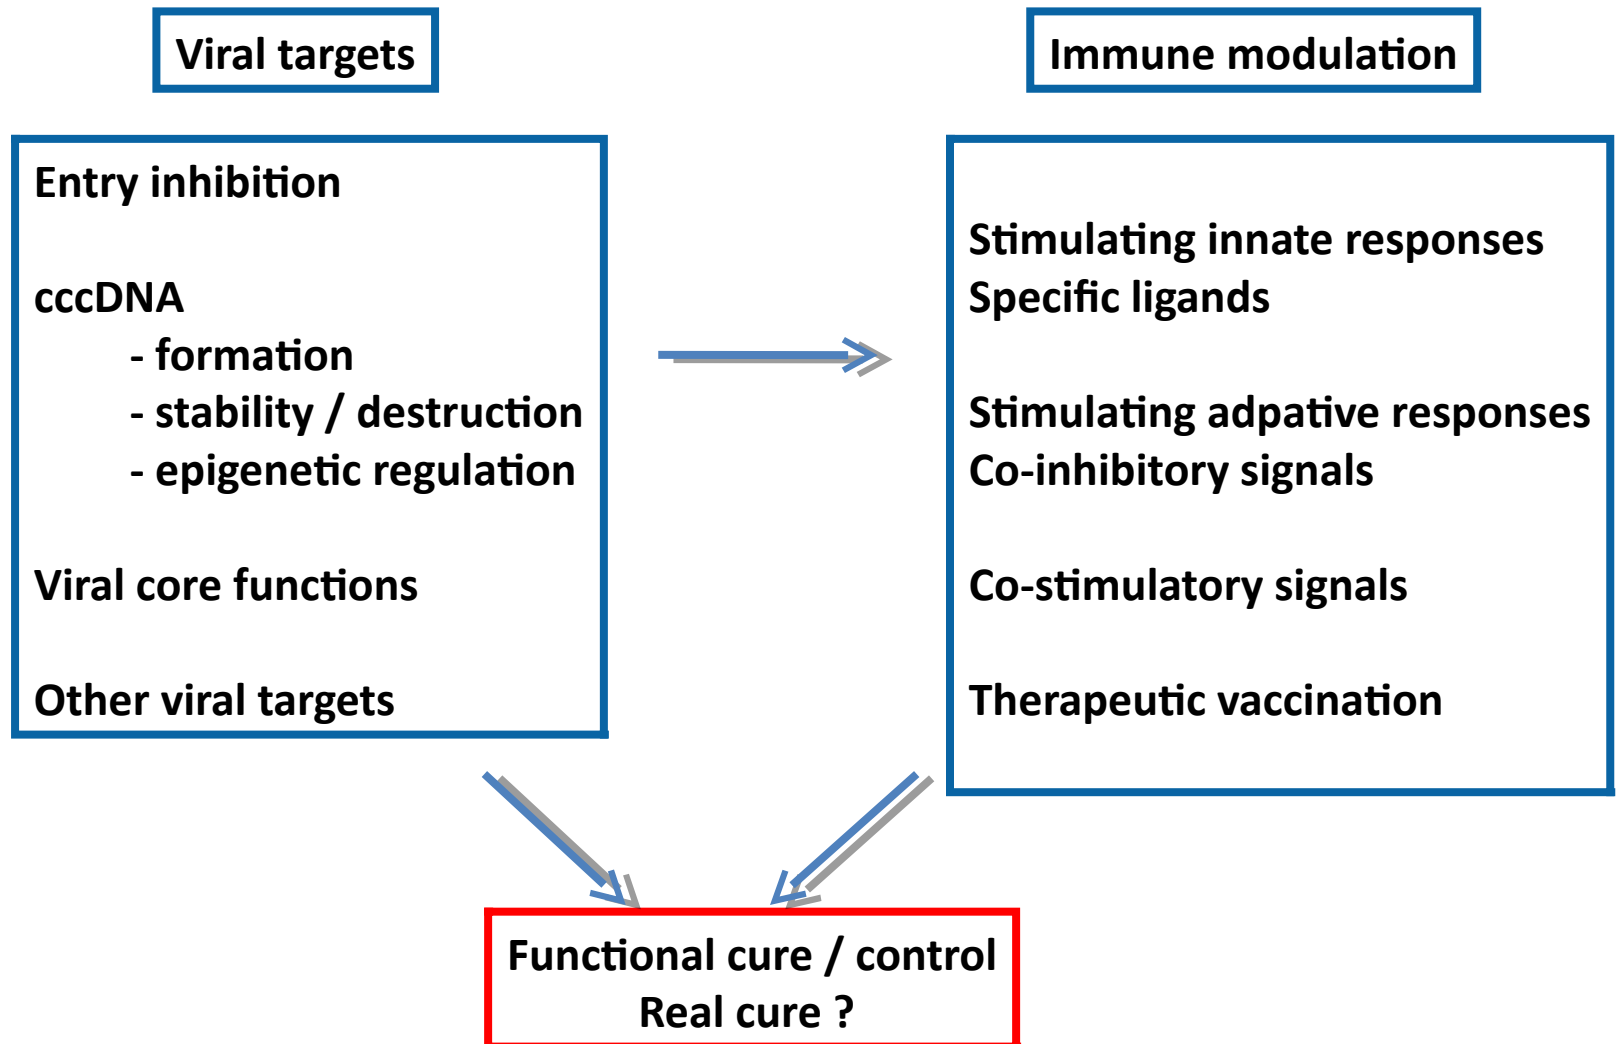 Viral targets
Entry inhibition
cccDNA
- formation
- stability / destruction
- epigenetic regulation
Viral core functions
Other viral targets
Immune modulation
Stimulating innate responses
Specific ligands
Stimulating adpative responses
Co-inhibitory signals
Co-stimulatory signals
Therapeutic vaccination
Functional cure / control
Real cure ?